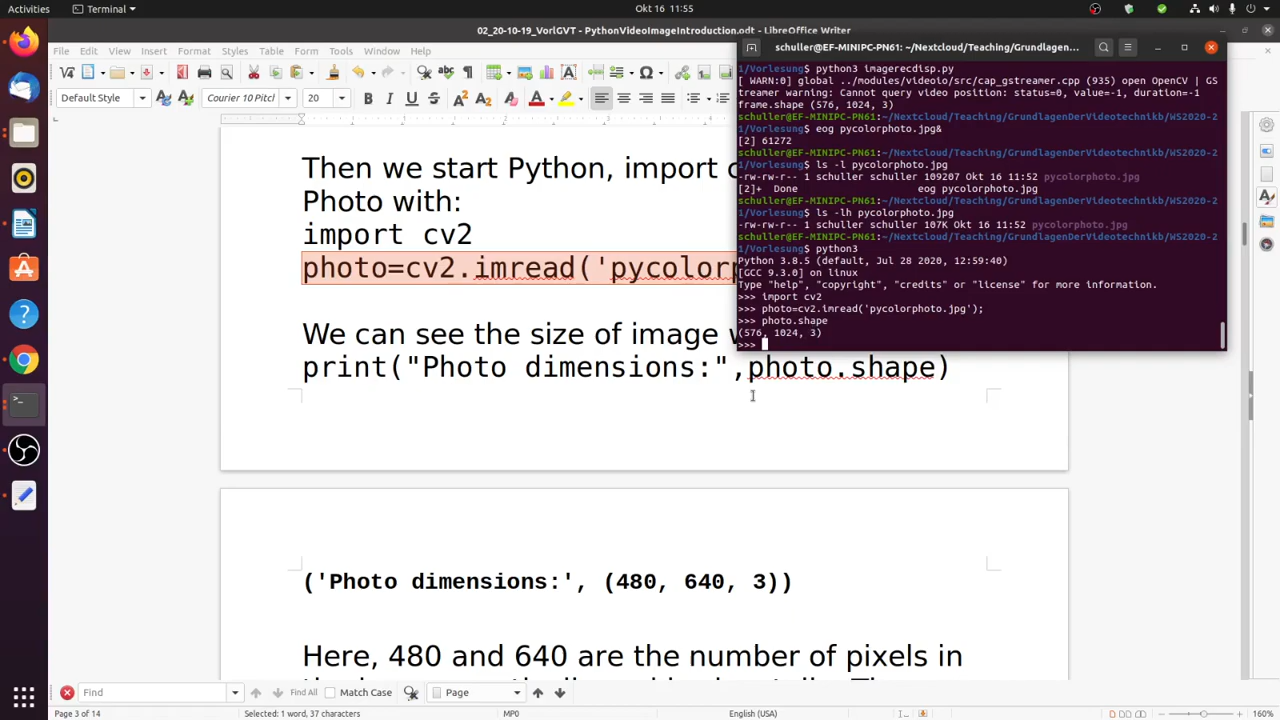 Activities
Terminal
Okt 16 11:55
02_20-10-19_VorlGVT - PythonVideoImageIntroduction.odt - LibreOffice Writer
File Edit View Insert Format Styles Table Form Tools Window Help
Default Style
Courier 10 Pitch
20
schuller@EF-MINIPC-PN61: ~/Nextcloud/Teaching/Grundlagen...
1/Vorlesung$ python3 imagerecdisp.py
[ WARN:0] global ../modules/videoio/src/cap_gstreamer.cpp (935) open OpenCV | GS
treamer warning: Cannot query video position: status=0, value=-1, duration=-1
frame.shape (576, 1024, 3)
schuller@EF-MINIPC-PN61:~/Nextcloud/Teaching/GrundlagenDerVideotechnikb/WS2020-2
1/Vorlesung$ eog pycolorphoto.jpg&
[2] 61272
schuller@EF-MINIPC-PN61:~/Nextcloud/Teaching/GrundlagenDerVideotechnikb/WS2020-2
1/Vorlesung$ ls -l pycolorphoto.jpg
-rw-rw-r-- 1 schuller schuller 109207 Okt 16 11:52 pycolorphoto.jpg
[2]+ Done eog pycolorphoto.jpg
schuller@EF-MINIPC-PN61:~/Nextcloud/Teaching/GrundlagenDerVideotechnikb/WS2020-2
1/Vorlesung$ ls -lh pycolorphoto.jpg
-rw-rw-r-- 1 schuller schuller 107K Okt 16 11:52 pycolorphoto.jpg
schuller@EF-MINIPC-PN61:~/Nextcloud/Teaching/GrundlagenDerVideotechnikb/WS2020-2
1/Vorlesung$ python3
Python 3.8.5 (default, Jul 28 2020, 12:59:40)
[GCC 9.3.0] on linux
Type "help", "copyright", "credits" or "license" for more information.
>>> import cv2
>>> photo=cv2.imread('pycolorphoto.jpg');
>>> photo.shape
(576, 1024, 3)
>>>
Then we start Python, import
Photo with:
import cv2
photo=cv2.imread('pycolorp
We can see the size of image
print("Photo dimensions:",photo.shape)
('Photo dimensions:', (480, 640, 3))
Here, 480 and 640 are the number of pixels in
Find
Find All
Match Case
Page
Page 3 of 14
Selected: 1 word, 37 characters
MP0
English (USA)
160%